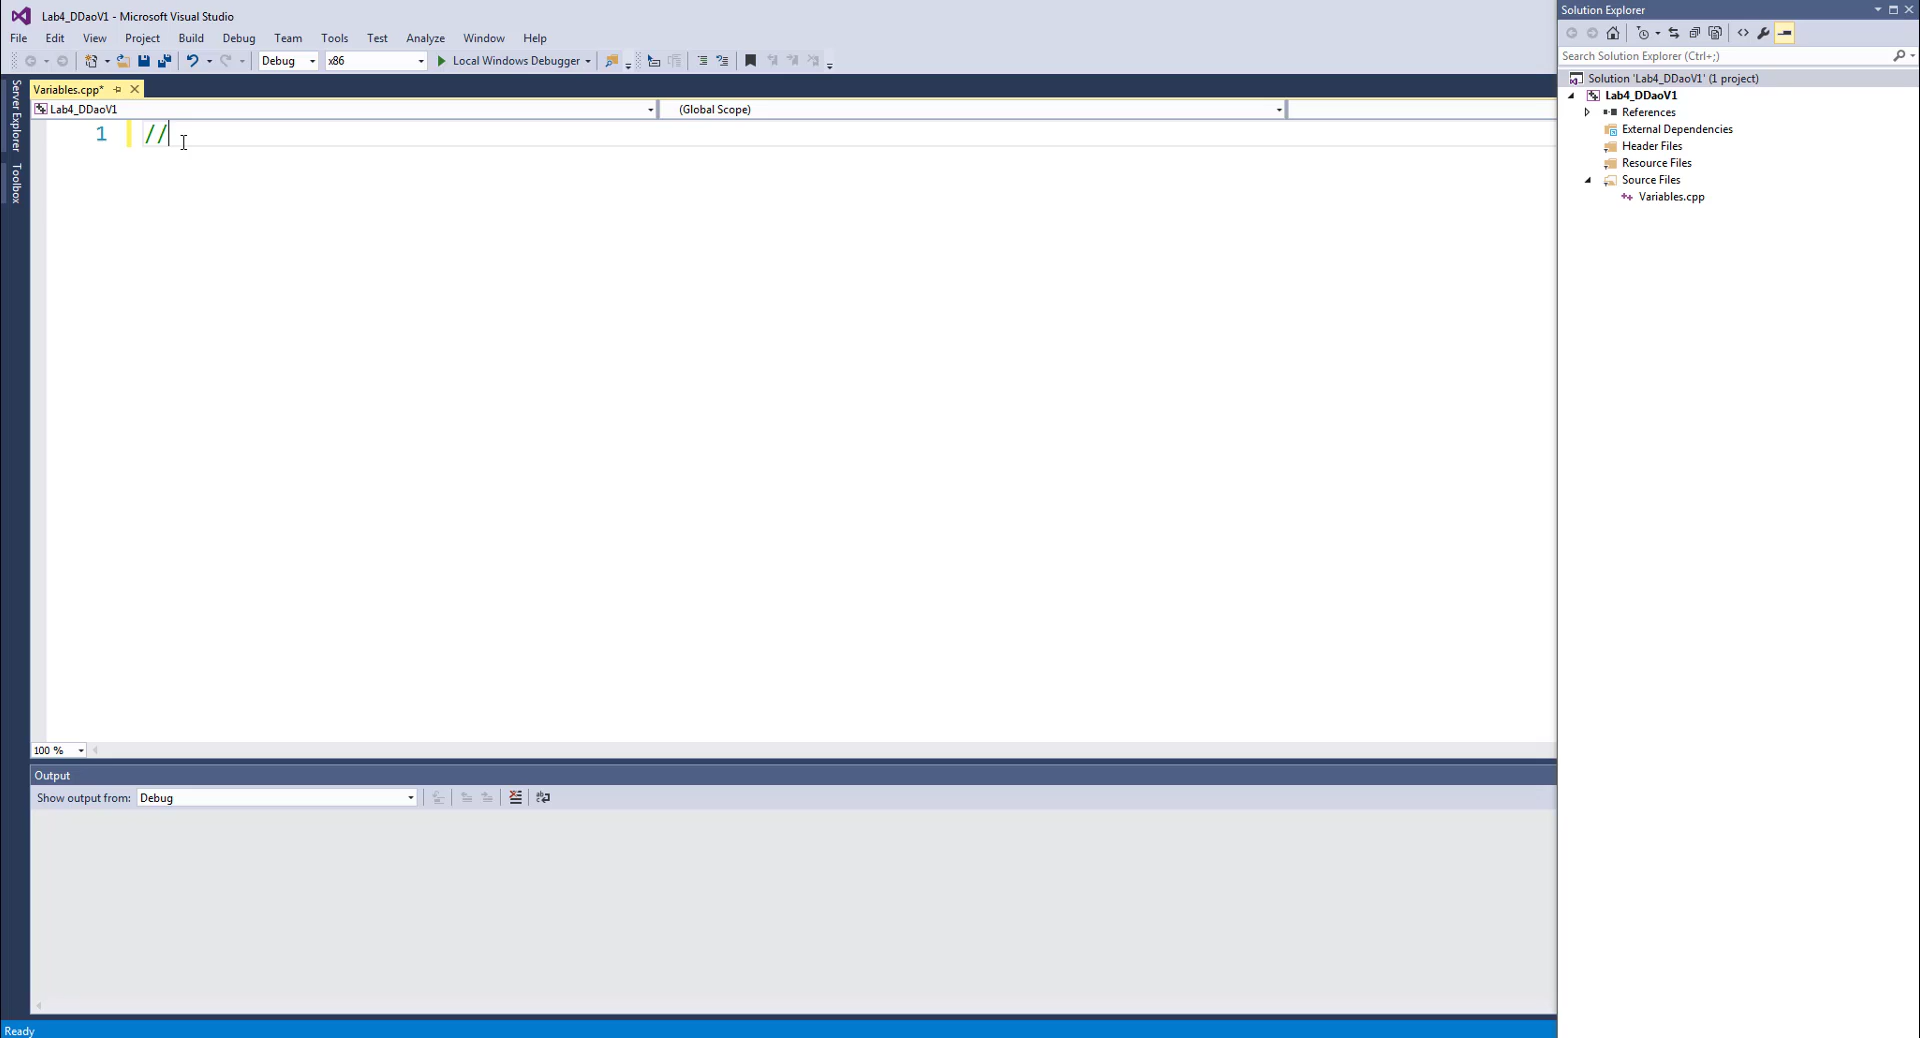 Lab4_DDaoV1 - Microsoft Visual Studio
File Edit View Project Build Debug Team Tools Test Analyze Window Help
Debug x86 Local Windows Debugger
Server Explorer
Toolbox
Variables.cpp*
Lab4_DDaoV1 (Global Scope)
1 //
100 %
Output
Show output from: Debug
Ready
Solution Explorer
Search Solution Explorer (Ctrl+;)
Solution 'Lab4_DDaoV1' (1 project)
Lab4_DDaoV1
References
External Dependencies
Header Files
Resource Files
Source Files
Variables.cpp